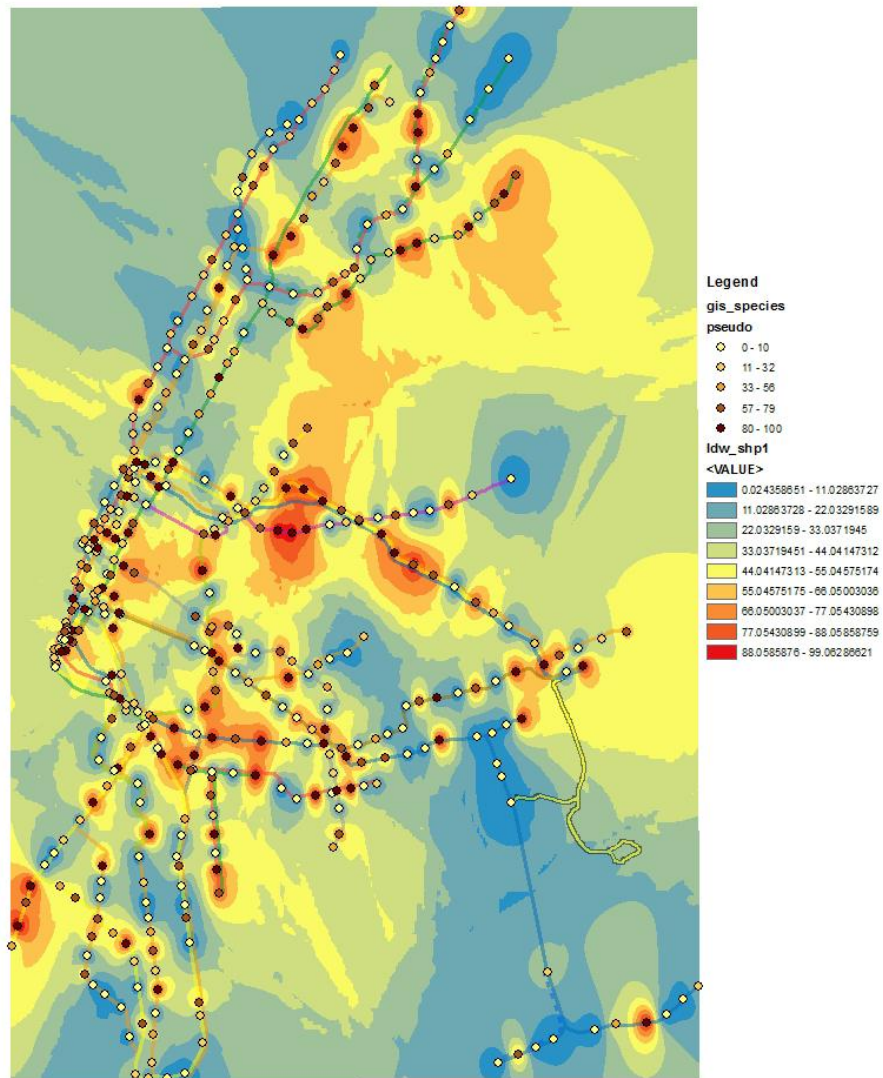 Legend
gis_species
pseudo
0 - 10
11 - 32
33 - 56
57 - 79
80 - 100
idw_shp1
<VALUE>
0.024358651 - 11.02863727
11.02863728 - 22.03291589
22.0329159 - 33.0371945
33.03719451 - 44.04147312
44.04147313 - 55.04575174
55.04575175 - 66.05003036
66.05003037 - 77.05430898
77.05430899 - 88.05858759
88.0585876 - 99.06286621